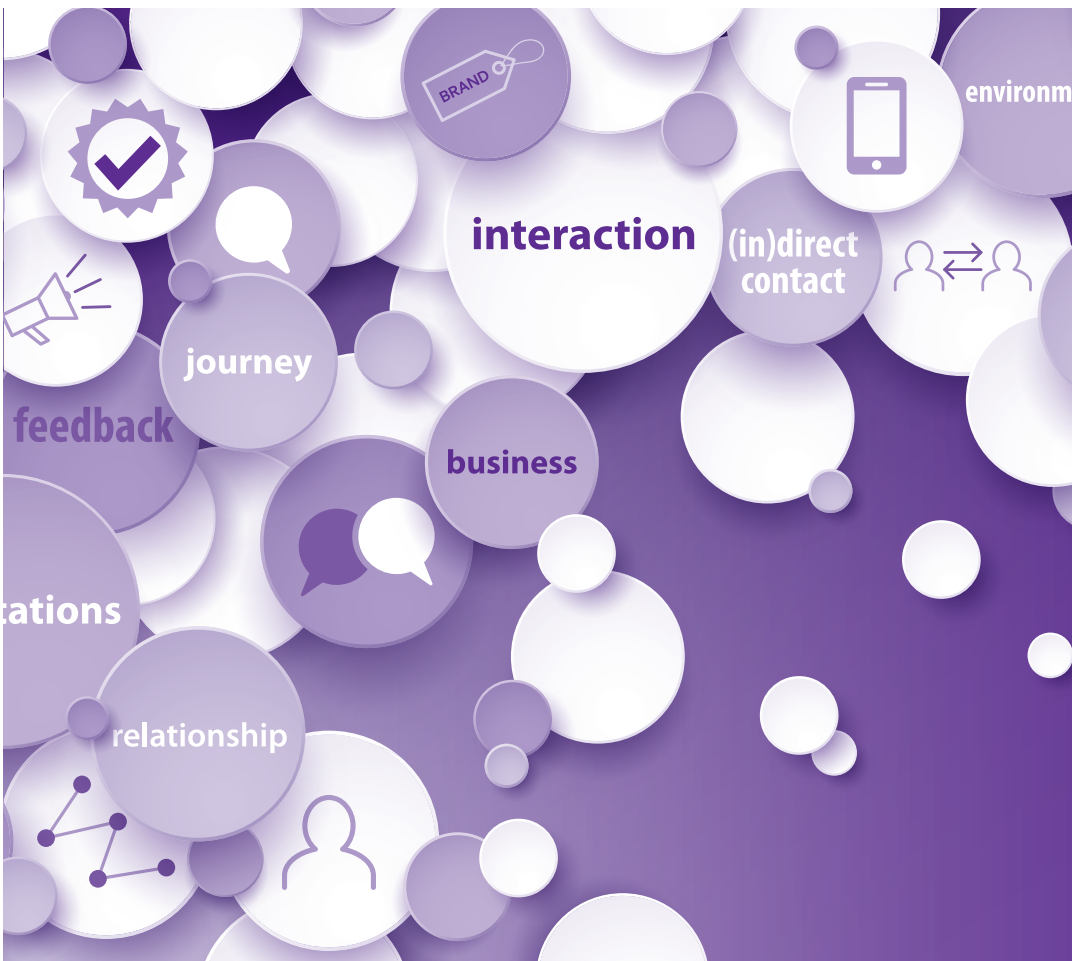 BRAND
environm
interaction
(in)direct
contact
journey
feedback
business
tations
relationship